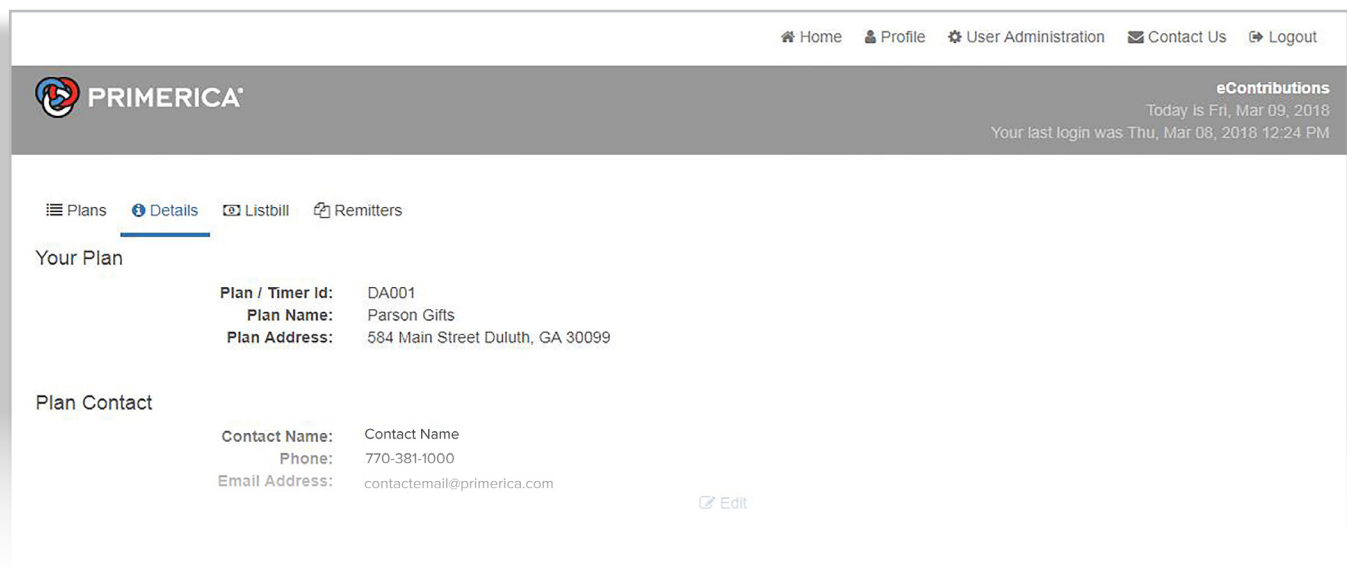 Home Profile User Administration Contact Us Logout
PRIMERICA
eContributions
Today is Fri, Mar 09, 2018
Your last login was Thu, Mar 08, 2018 12:24 PM
Plans Details Listbill Remitters
Your Plan
Plan / Timer Id: DA001
Plan Name: Parson Gifts
Plan Address: 584 Main Street Duluth, GA 30099
Plan Contact
Contact Name: Contact Name
Phone: 770-381-1000
Email Address: contactemail@primerica.com
Edit